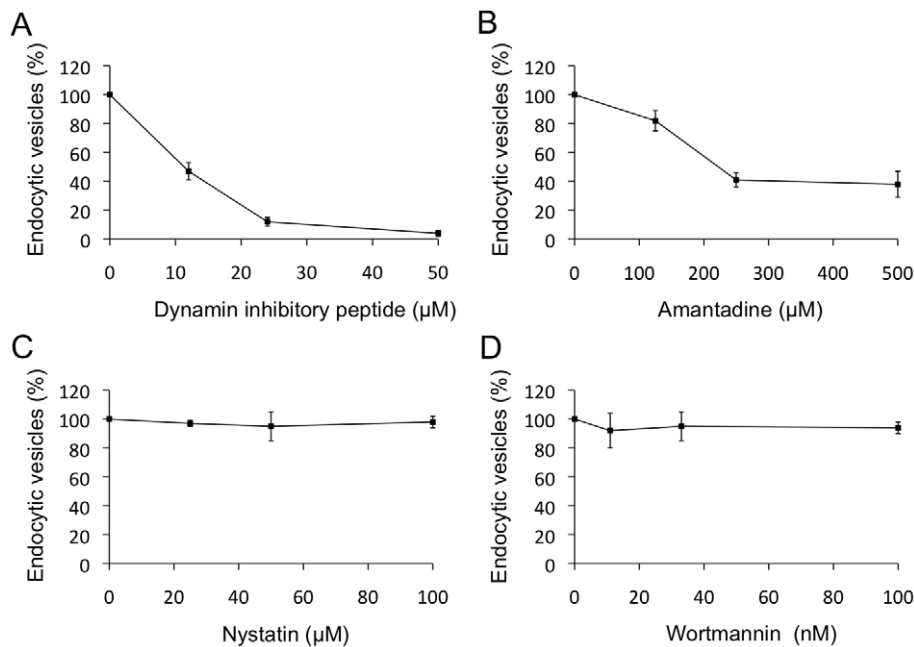 A
Endocytic vesicles (%)
120
100
80
60
40
20
0
0 10 20 30 40 50
Dynamin inhibitory peptide (µM)
B
Endocytic vesicles (%)
120
100
80
60
40
20
0
0 100 200 300 400 500
Amantadine (µM)
C
Endocytic vesicles (%)
120
100
80
60
40
20
0
0 20 40 60 80 100
Nystatin (µM)
D
Endocytic vesicles (%)
120
100
80
60
40
20
0
0 20 40 60 80 100
Wortmannin (nM)